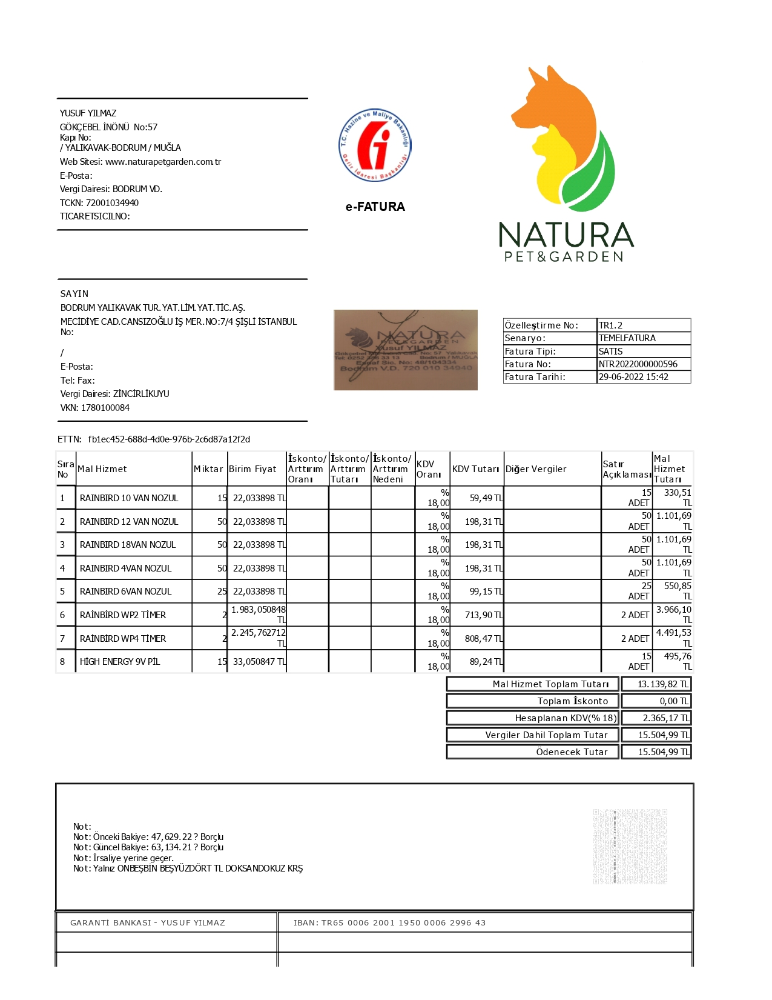 YUSUF YILMAZ
GÖKÇEBEL İNÖNÜ No:57
Kapı No:
/ YALIKAVAK-BODRUM / MUĞLA
Web Sitesi: www.naturapetgarden.com.tr
E-Posta:
Vergi Dairesi: BODRUM VD.
TCKN: 72001034940
TICARETSICILNO:
T.C. Hazine ve Maliye Bakanlığı
Gelir İdaresi Başkanlığı
e-FATURA
NATURA
PET&GARDEN
SAYIN
BODRUM YALIKAVAK TUR.YAT.LİM.YAT.TİC.AŞ.
MECİDİYE CAD.CANSIZOĞLU İŞ MER.NO:7/4 ŞİŞLİ İSTANBUL
No:
/
E-Posta:
Tel: Fax:
Vergi Dairesi: ZİNCİRLİKUYU
VKN: 1780100084
NATURA
PET&GARDEN
Yusuf YILMAZ
Gökçebel İnönü Cad. No: 57 Yalıkavak
Tel: 0252 33 13 Bodrum / MUĞLA
Esnaf Sic. No: 48/104334
Bodrum V.D. 720 010 34940
Özelleştirme No: TR1.2
Senaryo: TEMELFATURA
Fatura Tipi: SATIS
Fatura No: NTR2022000000596
Fatura Tarihi: 29-06-2022 15:42
ETTN: fb1ec452-688d-4d0e-976b-2c6d87a12f2d
Sıra No Mal Hizmet Miktar Birim Fiyat İskonto/ Arttırım Oranı İskonto/ Arttırım Tutarı İskonto/ Arttırım Nedeni KDV Oranı KDV Tutarı Diğer Vergiler Satır Açıklaması Mal Hizmet Tutarı
1 RAINBIRD 10 VAN NOZUL 15 22,033898 TL % 18,00 59,49 TL 15 ADET 330,51 TL
2 RAINBIRD 12 VAN NOZUL 50 22,033898 TL % 18,00 198,31 TL 50 ADET 1.101,69 TL
3 RAINBIRD 18VAN NOZUL 50 22,033898 TL % 18,00 198,31 TL 50 ADET 1.101,69 TL
4 RAINBIRD 4VAN NOZUL 50 22,033898 TL % 18,00 198,31 TL 50 ADET 1.101,69 TL
5 RAINBIRD 6VAN NOZUL 25 22,033898 TL % 18,00 99,15 TL 25 ADET 550,85 TL
6 RAİNBİRD WP2 TİMER 2 1.983,050848 TL % 18,00 713,90 TL 2 ADET 3.966,10 TL
7 RAİNBİRD WP4 TİMER 2 2.245,762712 TL % 18,00 808,47 TL 2 ADET 4.491,53 TL
8 HİGH ENERGY 9V PİL 15 33,050847 TL % 18,00 89,24 TL 15 ADET 495,76 TL
Mal Hizmet Toplam Tutarı 13.139,82 TL
Toplam İskonto 0,00 TL
Hesaplanan KDV(% 18) 2.365,17 TL
Vergiler Dahil Toplam Tutar 15.504,99 TL
Ödenecek Tutar 15.504,99 TL
Not:
Not: Önceki Bakiye: 47,629.22 ? Borçlu
Not: Güncel Bakiye: 63,134.21 ? Borçlu
Not: İrsaliye yerine geçer.
Not: Yalnız ONBEŞBİN BEŞYÜZDÖRT TL DOKSANDOKUZ KRŞ
GARANTİ BANKASI - YUSUF YILMAZ IBAN: TR65 0006 2001 1950 0006 2996 43